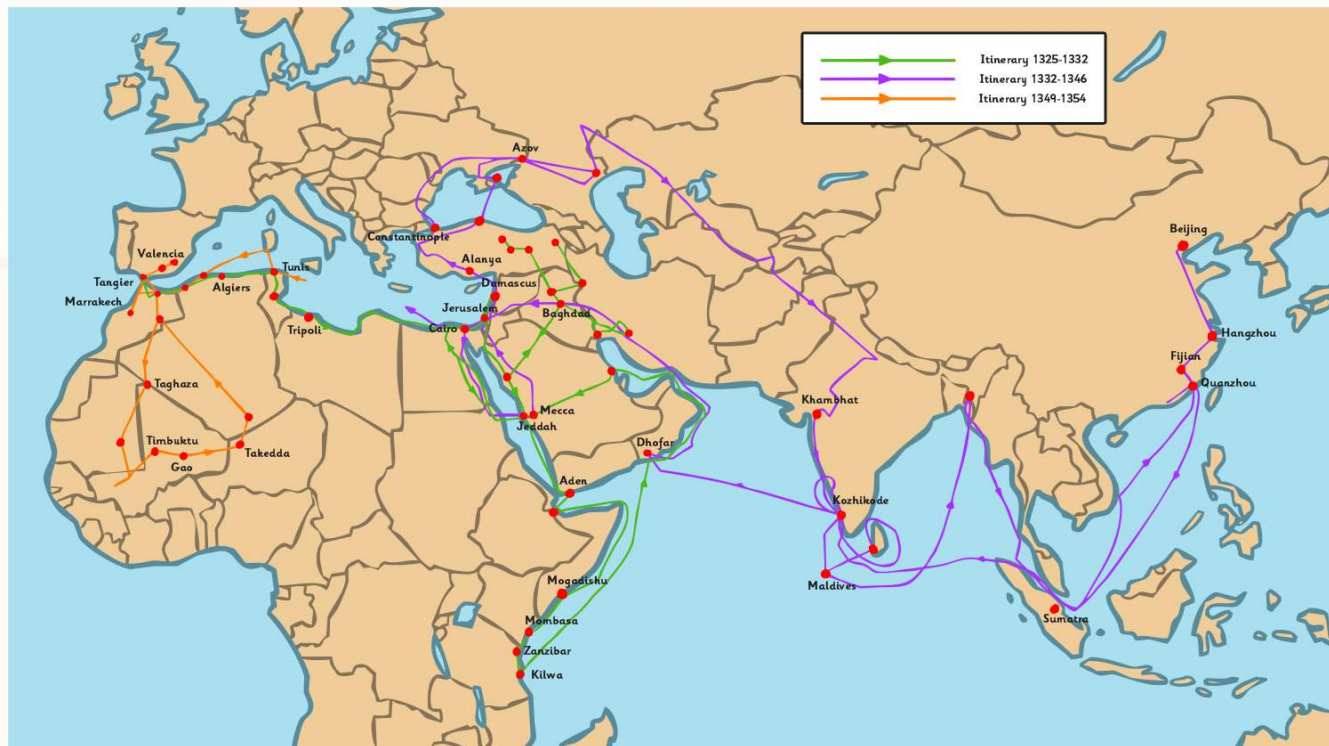 Itinerary 1325-1332
Itinerary 1332-1346
Itinerary 1349-1354
Azov
Beijing
Constantinople
Valencia
Alanya
Tunis
Tangier
Algiers
Damascus
Marrakech
Jerusalem
Baghdad
Tripoli
Cairo
Hangzhou
Fijian
Taghaza
Quanzhou
Mecca
Khambhat
Jeddah
Timbuktu
Dhofar
Takedda
Gao
Aden
Kozhikode
Mogadishu
Maldives
Mombasa
Sumatra
Zanzibar
Kilwa